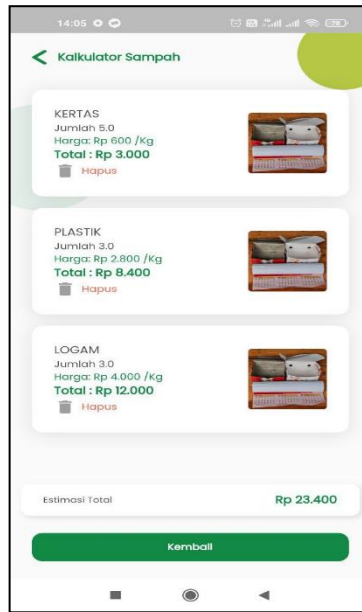 14:05
Kalkulator Sampah
KERTAS
Jumlah 5.0
Harga: Rp 600 /Kg
Total : Rp 3.000
Hapus
PLASTIK
Jumlah 3.0
Harga: Rp 2.800 /Kg
Total : Rp 8.400
Hapus
LOGAM
Jumlah 3.0
Harga: Rp 4.000 /Kg
Total : Rp 12.000
Hapus
Estimasi Total
Rp 23.400
Kembali